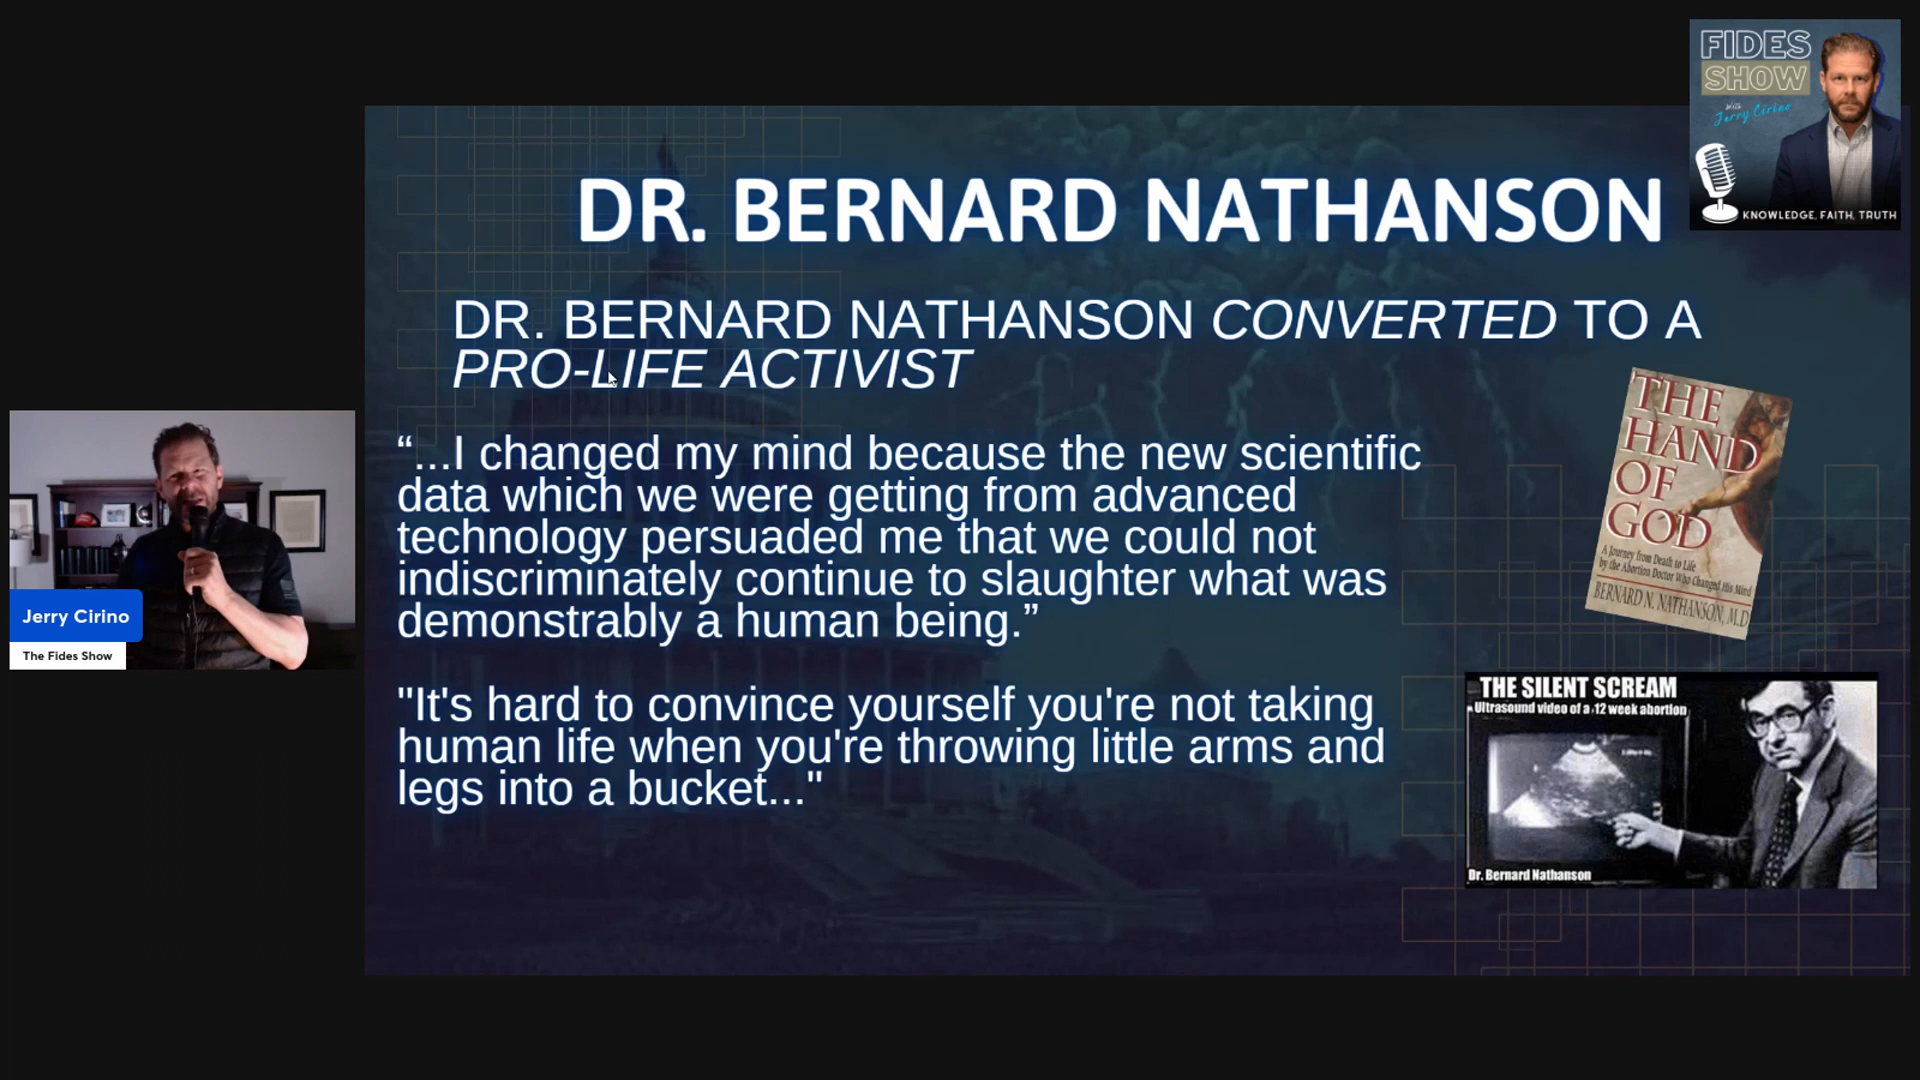 FIDES
SHOW
With
Jerry Cirino
KNOWLEDGE, FAITH, TRUTH
DR. BERNARD NATHANSON
DR. BERNARD NATHANSON CONVERTED TO A
PRO-LIFE ACTIVIST
“...I changed my mind because the new scientific
data which we were getting from advanced
technology persuaded me that we could not
indiscriminately continue to slaughter what was
demonstrably a human being.”
"It's hard to convince yourself you're not taking
human life when you're throwing little arms and
legs into a bucket..."
THE
HAND
OF
GOD
A Journey from Death to Life
by the Abortion Doctor Who Changed His Mind
BERNARD N. NATHANSON, M.D
THE SILENT SCREAM
Ultrasound video of a 12 week abortion
Dr. Bernard Nathanson
Jerry Cirino
The Fides Show